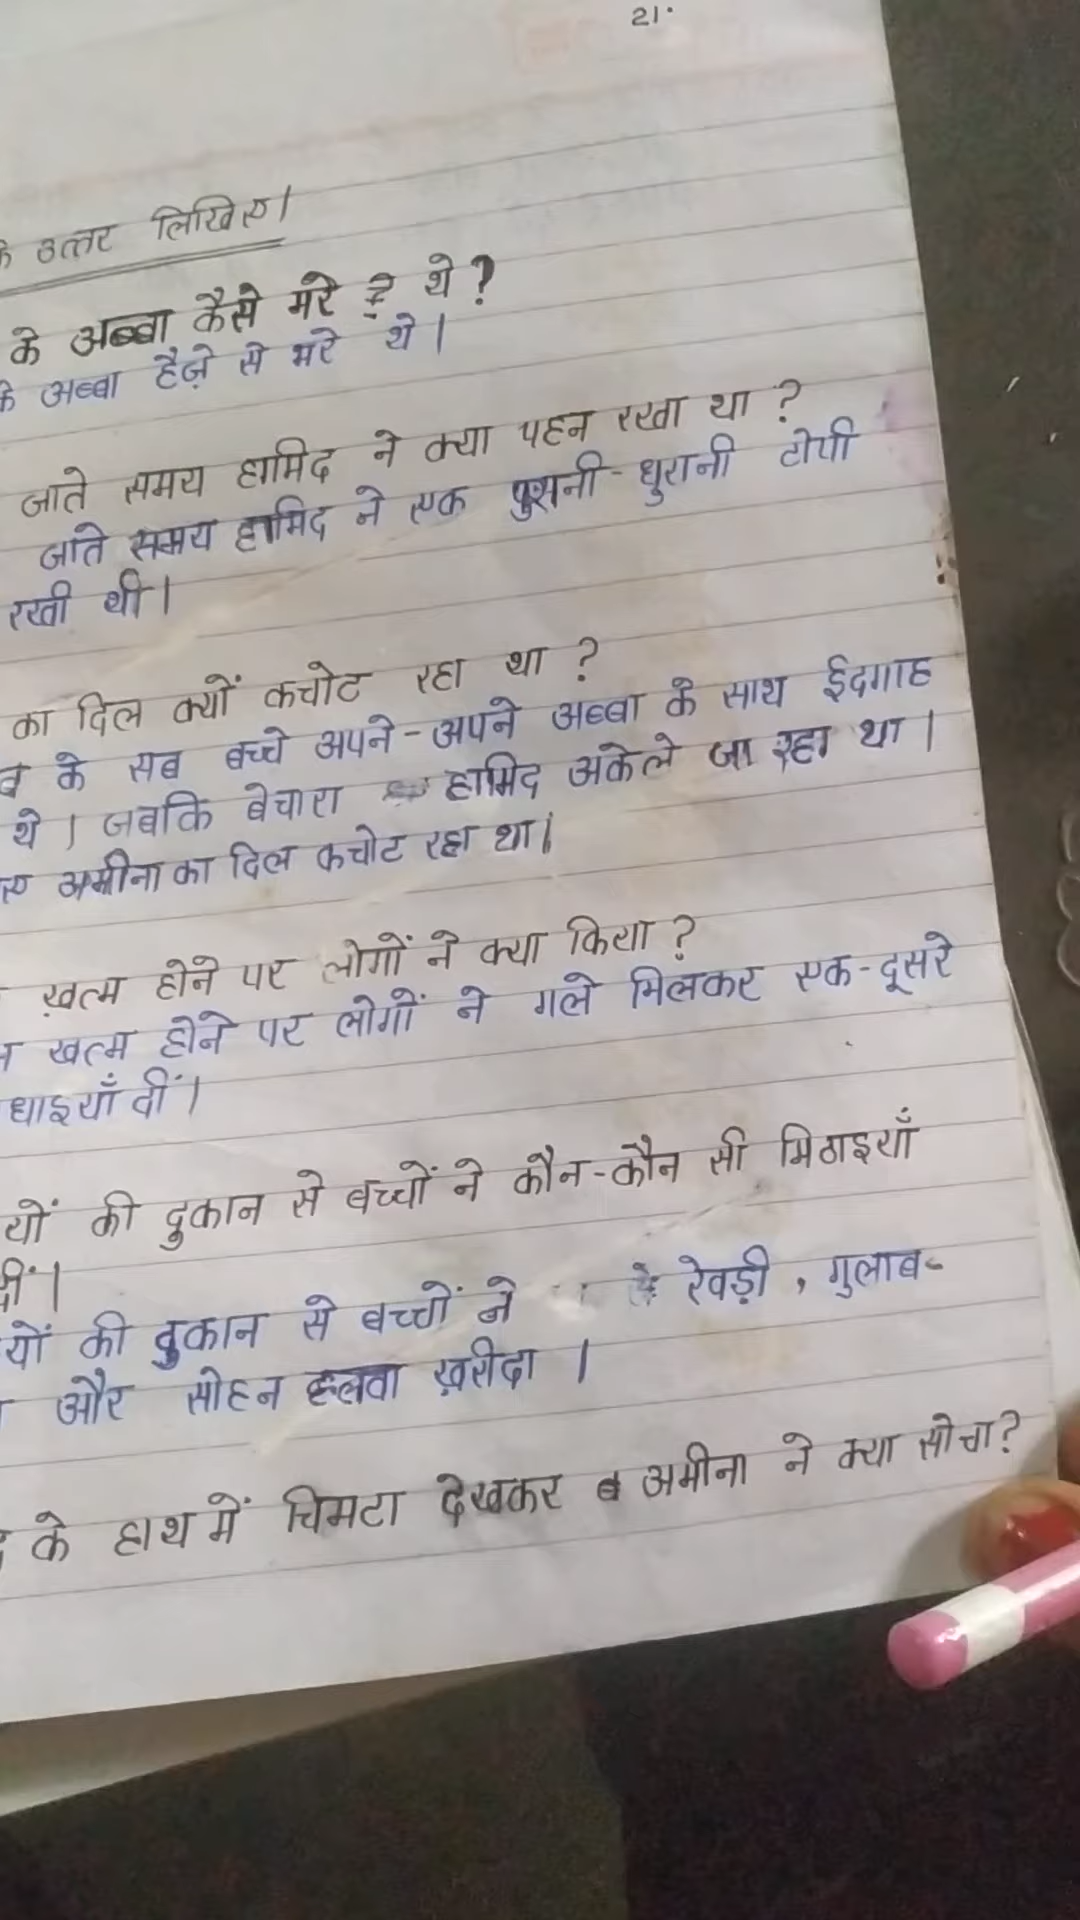 21.
के उत्तर लिखिए।
के अब्बा कैसे मरे थे?
के अब्बा हैज़े से मरे थे।
जाते समय हामिद ने क्या पहन रखा था?
जाते समय हामिद ने एक पुरानी-धुरानी टोपी
रखी थी।
का दिल क्यों कचोट रहा था?
व के सब बच्चे अपने-अपने अब्बा के साथ ईदगाह
थे। जबकि बेचारा हामिद अकेले जा रहा था।
ए अमीना का दिल कचोट रहा था।
ख़त्म होने पर लोगों ने क्या किया?
खत्म होने पर लोगों ने गले मिलकर एक-दूसरे
धाइयाँ दीं।
यों की दुकान से बच्चों ने कौन-कौन सी मिठाइयाँ
दीं।
यों की दुकान से बच्चों ने रेवड़ी, गुलाब-
और सोहन हलवा ख़रीदा।
द के हाथ में चिमटा देखकर अमीना ने क्या सोचा?